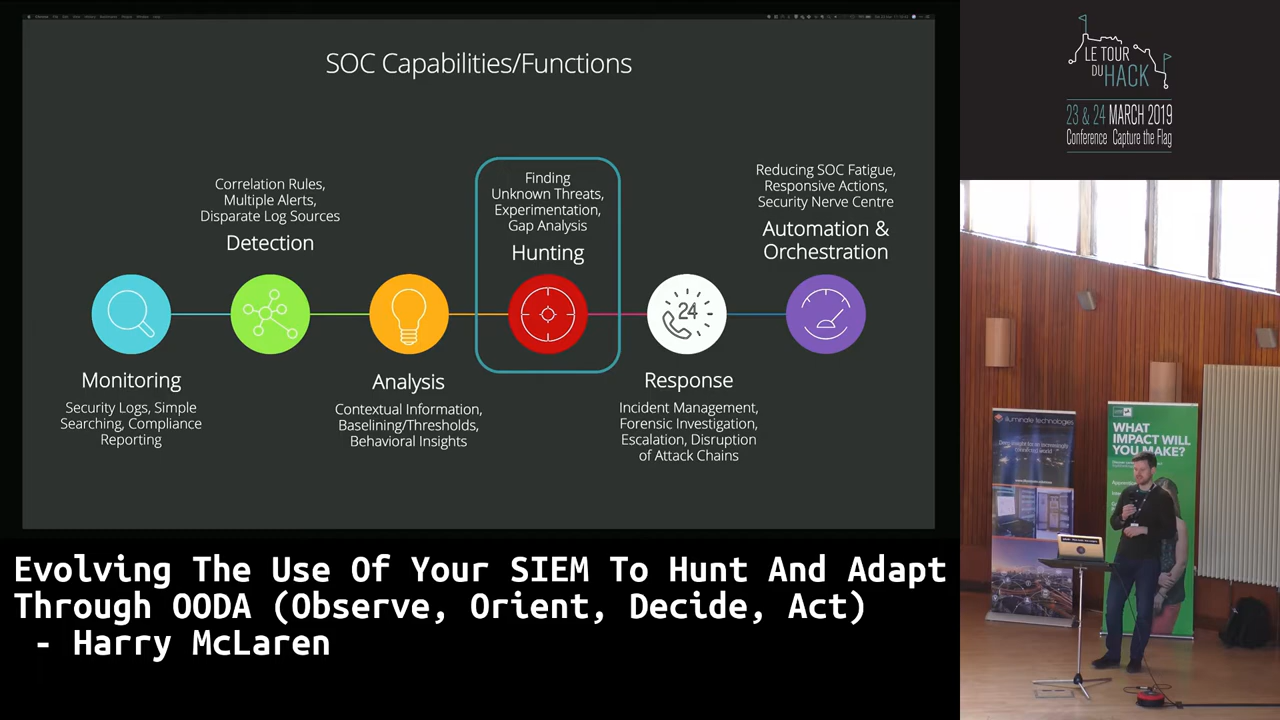 SOC Capabilities/Functions
Correlation Rules,
Multiple Alerts,
Disparate Log Sources
Detection
Finding
Unknown Threats,
Experimentation,
Gap Analysis
Hunting
Reducing SOC Fatigue,
Responsive Actions,
Security Nerve Centre
Automation &
Orchestration
24
Monitoring
Security Logs, Simple
Searching, Compliance
Reporting
Analysis
Contextual Information,
Baselining/Thresholds,
Behavioral Insights
Response
Incident Management,
Forensic Investigation,
Escalation, Disruption
of Attack Chains
Evolving The Use Of Your SIEM To Hunt And Adapt
Through OODA (Observe, Orient, Decide, Act)
- Harry McLaren
LE TOUR
DU HACK
23 & 24 MARCH 2019
Conference Capture the Flag
illuminate technologies
WHAT
IMPACT WILL
YOU MAKE?